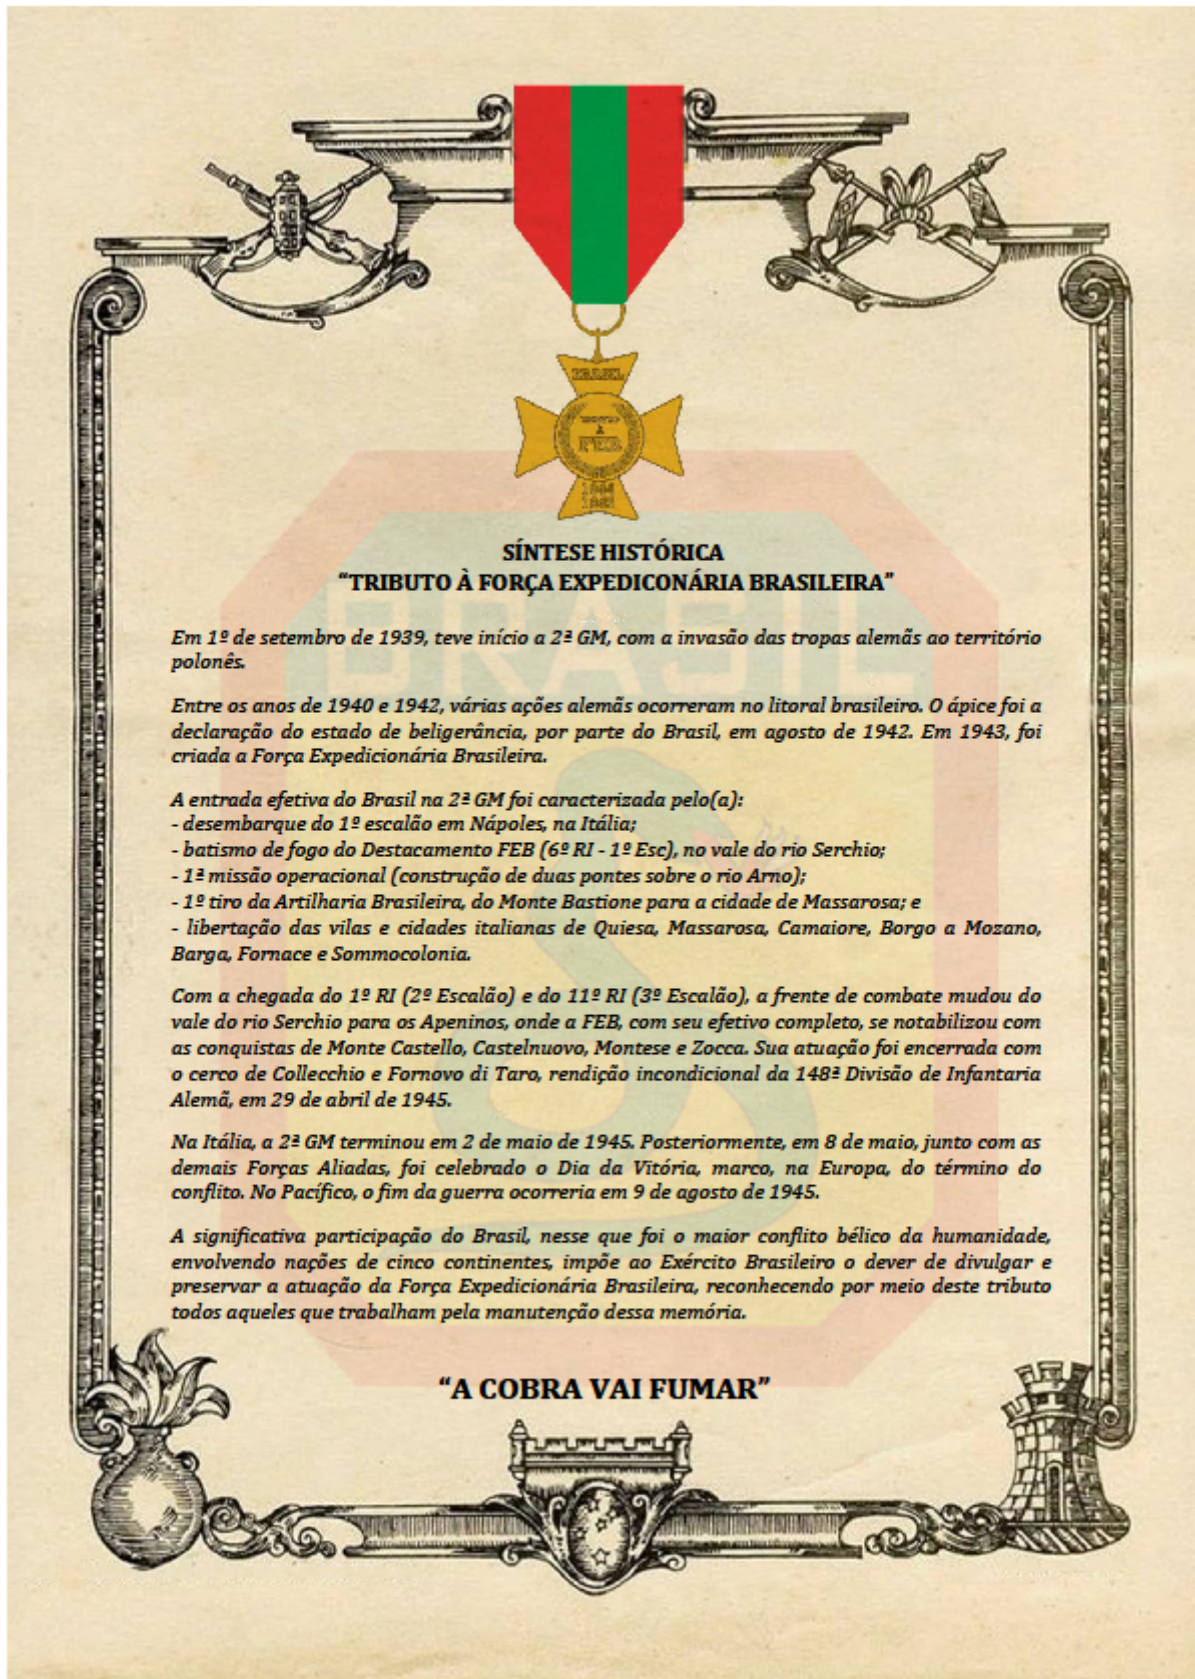 BRASIL
TRIBUTO
À
FEB
SÍNTESE HISTÓRICA
“TRIBUTO À FORÇA EXPEDICONÁRIA BRASILEIRA”
BRASIL
Em 1º de setembro de 1939, teve início a 2ª GM, com a invasão das tropas alemãs ao território
polonês.
Entre os anos de 1940 e 1942, várias ações alemãs ocorreram no litoral brasileiro. O ápice foi a
declaração do estado de beligerância, por parte do Brasil, em agosto de 1942. Em 1943, foi
criada a Força Expedicionária Brasileira.
A entrada efetiva do Brasil na 2ª GM foi caracterizada pelo(a):
- desembarque do 1º escalão em Nápoles, na Itália;
- batismo de fogo do Destacamento FEB (6º RI - 1º Esc), no vale do rio Serchio;
- 1ª missão operacional (construção de duas pontes sobre o rio Arno);
- 1º tiro da Artilharia Brasileira, do Monte Bastione para a cidade de Massarosa; e
- libertação das vilas e cidades italianas de Quiesa, Massarosa, Camaiore, Borgo a Mozano,
Barga, Fornace e Sommocolonia.
Com a chegada do 1º RI (2º Escalão) e do 11º RI (3º Escalão), a frente de combate mudou do
vale do rio Serchio para os Apeninos, onde a FEB, com seu efetivo completo, se notabilizou com
as conquistas de Monte Castello, Castelnuovo, Montese e Zocca. Sua atuação foi encerrada com
o cerco de Collecchio e Fornovo di Taro, rendição incondicional da 148ª Divisão de Infantaria
Alemã, em 29 de abril de 1945.
Na Itália, a 2ª GM terminou em 2 de maio de 1945. Posteriormente, em 8 de maio, junto com as
demais Forças Aliadas, foi celebrado o Dia da Vitória, marco, na Europa, do término do
conflito. No Pacífico, o fim da guerra ocorreria em 9 de agosto de 1945.
A significativa participação do Brasil, nesse que foi o maior conflito bélico da humanidade,
envolvendo nações de cinco continentes, impõe ao Exército Brasileiro o dever de divulgar e
preservar a atuação da Força Expedicionária Brasileira, reconhecendo por meio deste tributo
todos aqueles que trabalham pela manutenção dessa memória.
“A COBRA VAI FUMAR”